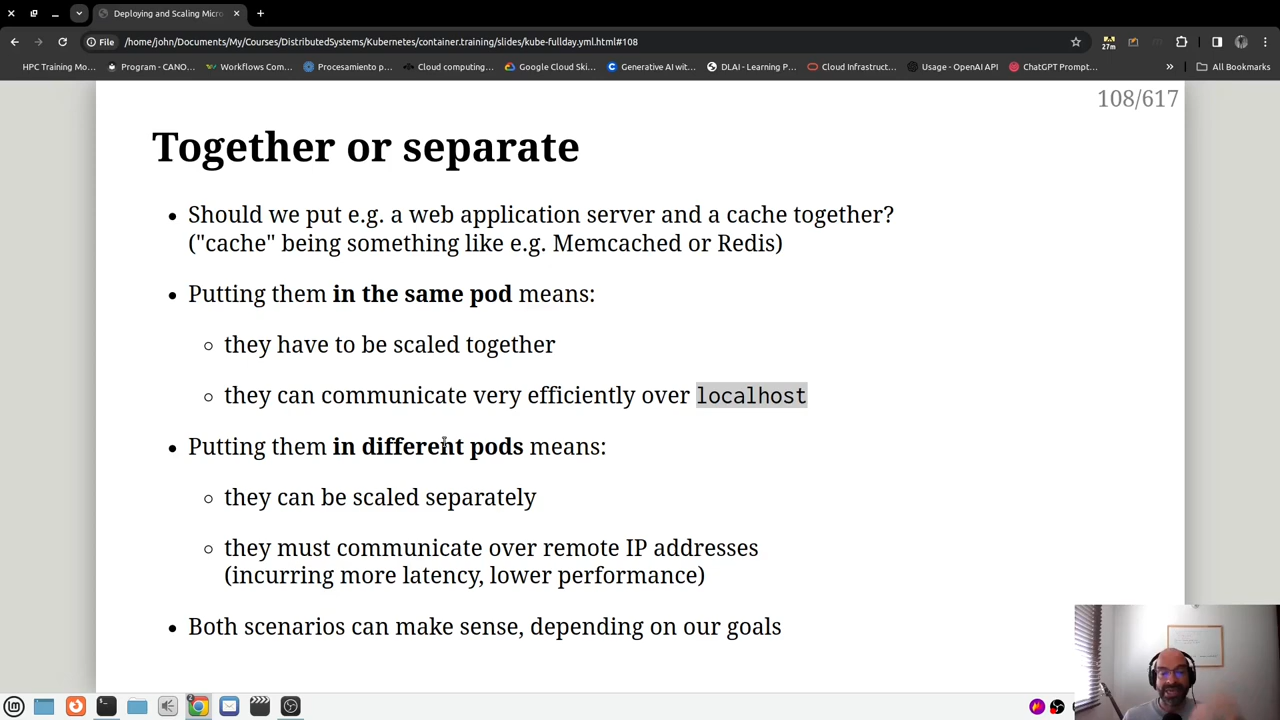 Deploying and Scaling Micro
File
/home/john/Documents/My/Courses/DistributedSystems/Kubernetes/container.training/slides/kube-fullday.yml.html#108
27m
HPC Training Mo...
Program - CANO...
Workflows Com...
Procesamiento p...
Cloud computing...
Google Cloud Ski...
Generative AI wit...
DLAI - Learning P...
Cloud Infrastruct...
Usage - OpenAI API
ChatGPT Prompt...
»
All Bookmarks
108/617
Together or separate
• Should we put e.g. a web application server and a cache together?
("cache" being something like e.g. Memcached or Redis)
• Putting them in the same pod means:
◦ they have to be scaled together
◦ they can communicate very efficiently over localhost
• Putting them in different pods means:
◦ they can be scaled separately
◦ they must communicate over remote IP addresses
(incurring more latency, lower performance)
• Both scenarios can make sense, depending on our goals
2